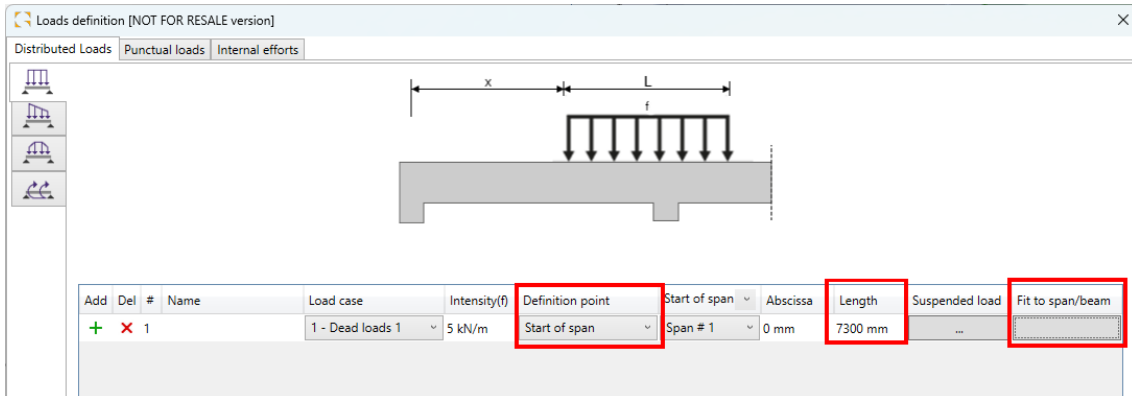 Loads definition [NOT FOR RESALE version]
Distributed Loads Punctual loads Internal efforts
x L
f
Add Del # Name Load case Intensity(f) Definition point Start of span Abscissa Length Suspended load Fit to span/beam
1 1 - Dead loads 1 5 kN/m Start of span Span # 1 0 mm 7300 mm ...